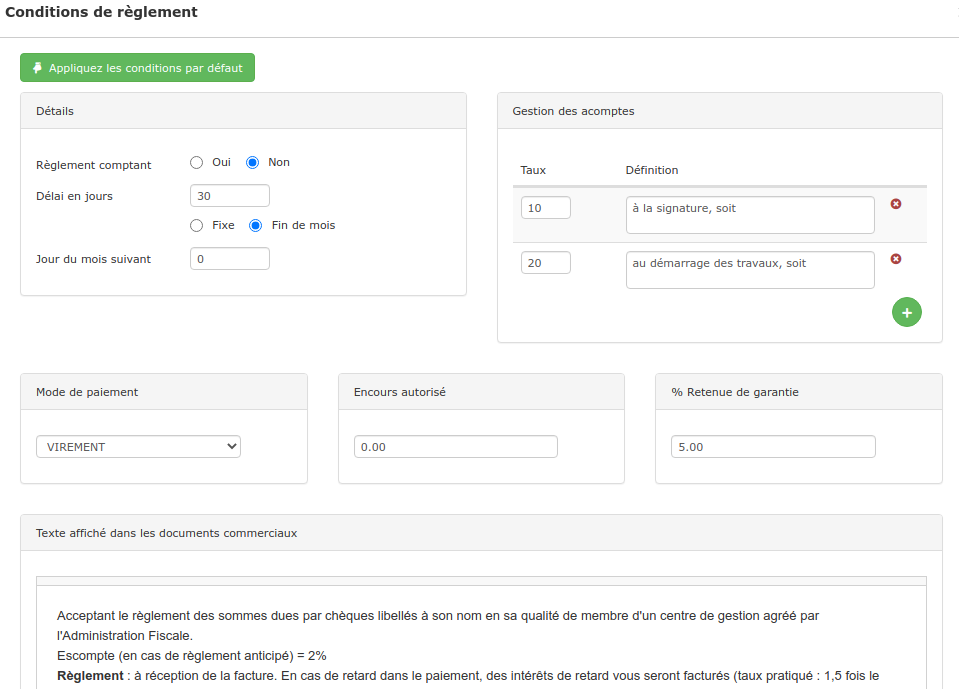 Conditions de règlement
Appliquez les conditions par défaut
Détails
Règlement comptant Oui Non
Délai en jours 30
Fixe Fin de mois
Jour du mois suivant 0
Gestion des acomptes
Taux Définition
10 à la signature, soit
20 au démarrage des travaux, soit
+
Mode de paiement
VIREMENT
Encours autorisé
0.00
% Retenue de garantie
5.00
Texte affiché dans les documents commerciaux
Acceptant le règlement des sommes dues par chèques libellés à son nom en sa qualité de membre d'un centre de gestion agréé par
l'Administration Fiscale.
Escompte (en cas de règlement anticipé) = 2%
Règlement : à réception de la facture. En cas de retard dans le paiement, des intérêts de retard vous seront facturés (taux pratiqué : 1,5 fois le